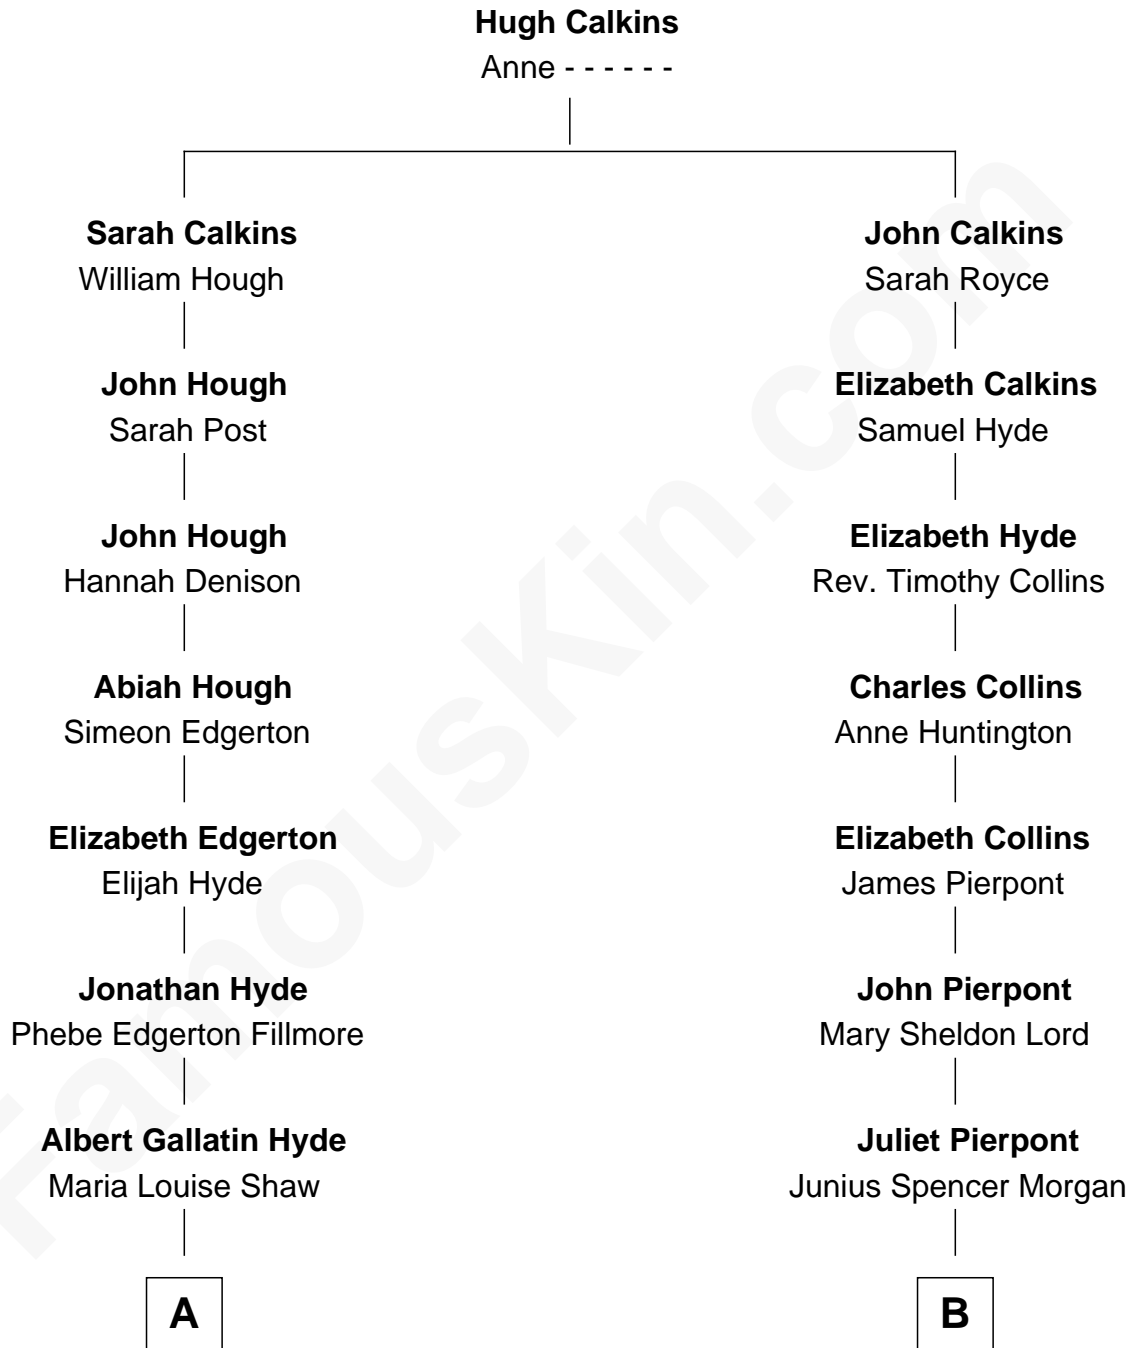 Hugh Calkins
Anne - - - - - -
Sarah Calkins
William Hough
John Calkins
Sarah Royce
John Hough
Sarah Post
Elizabeth Calkins
Samuel Hyde
John Hough
Hannah Denison
Elizabeth Hyde
Rev. Timothy Collins
Abiah Hough
Simeon Edgerton
Charles Collins
Anne Huntington
Elizabeth Edgerton
Elijah Hyde
Elizabeth Collins
James Pierpont
Jonathan Hyde
Phebe Edgerton Fillmore
John Pierpont
Mary Sheldon Lord
Albert Gallatin Hyde
Maria Louise Shaw
Juliet Pierpont
Junius Spencer Morgan
A
B
FamousKin.com